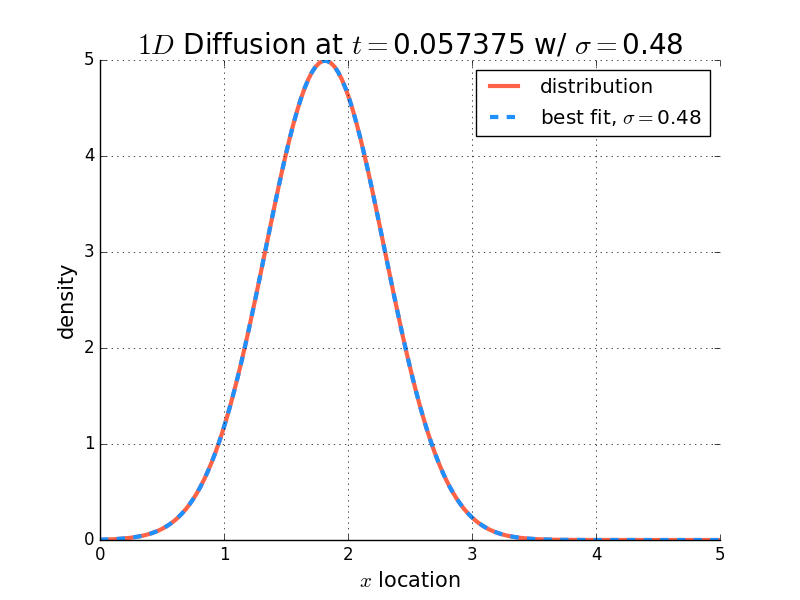 1D Diffusion at t = 0.057375 w/ σ = 0.48
distribution
best fit, σ = 0.48
density
5
4
3
2
1
0
0 1 2 3 4 5
x location